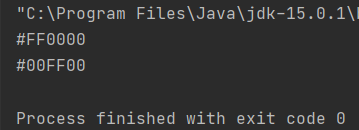 "C:\Program Files\Java\jdk-15.0.1\
#FF0000
#00FF00
Process finished with exit code 0